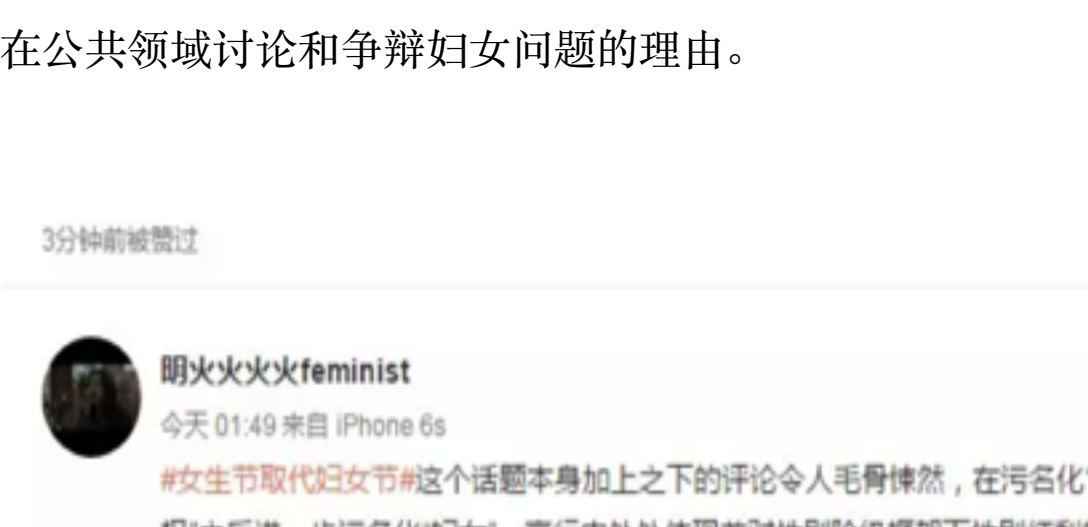 在公共领域讨论和争辩妇女问题的理由。
3分钟前被赞过
明火火火火feminist
今天 01:49 来自 iPhone 6s
#女生节取代妇女节#这个话题本身加上之下的评论令人毛骨悚然，在污名化